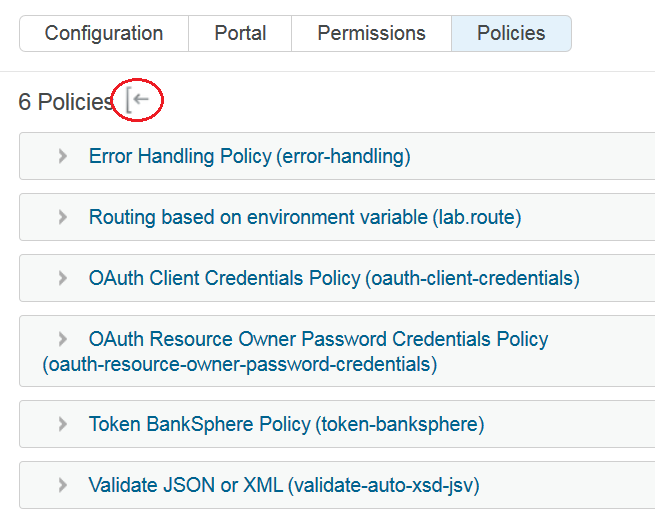 Configuration Portal Permissions Policies
6 Policies
Error Handling Policy (error-handling)
Routing based on environment variable (lab.route)
OAuth Client Credentials Policy (oauth-client-credentials)
OAuth Resource Owner Password Credentials Policy
(oauth-resource-owner-password-credentials)
Token BankSphere Policy (token-banksphere)
Validate JSON or XML (validate-auto-xsd-jsv)